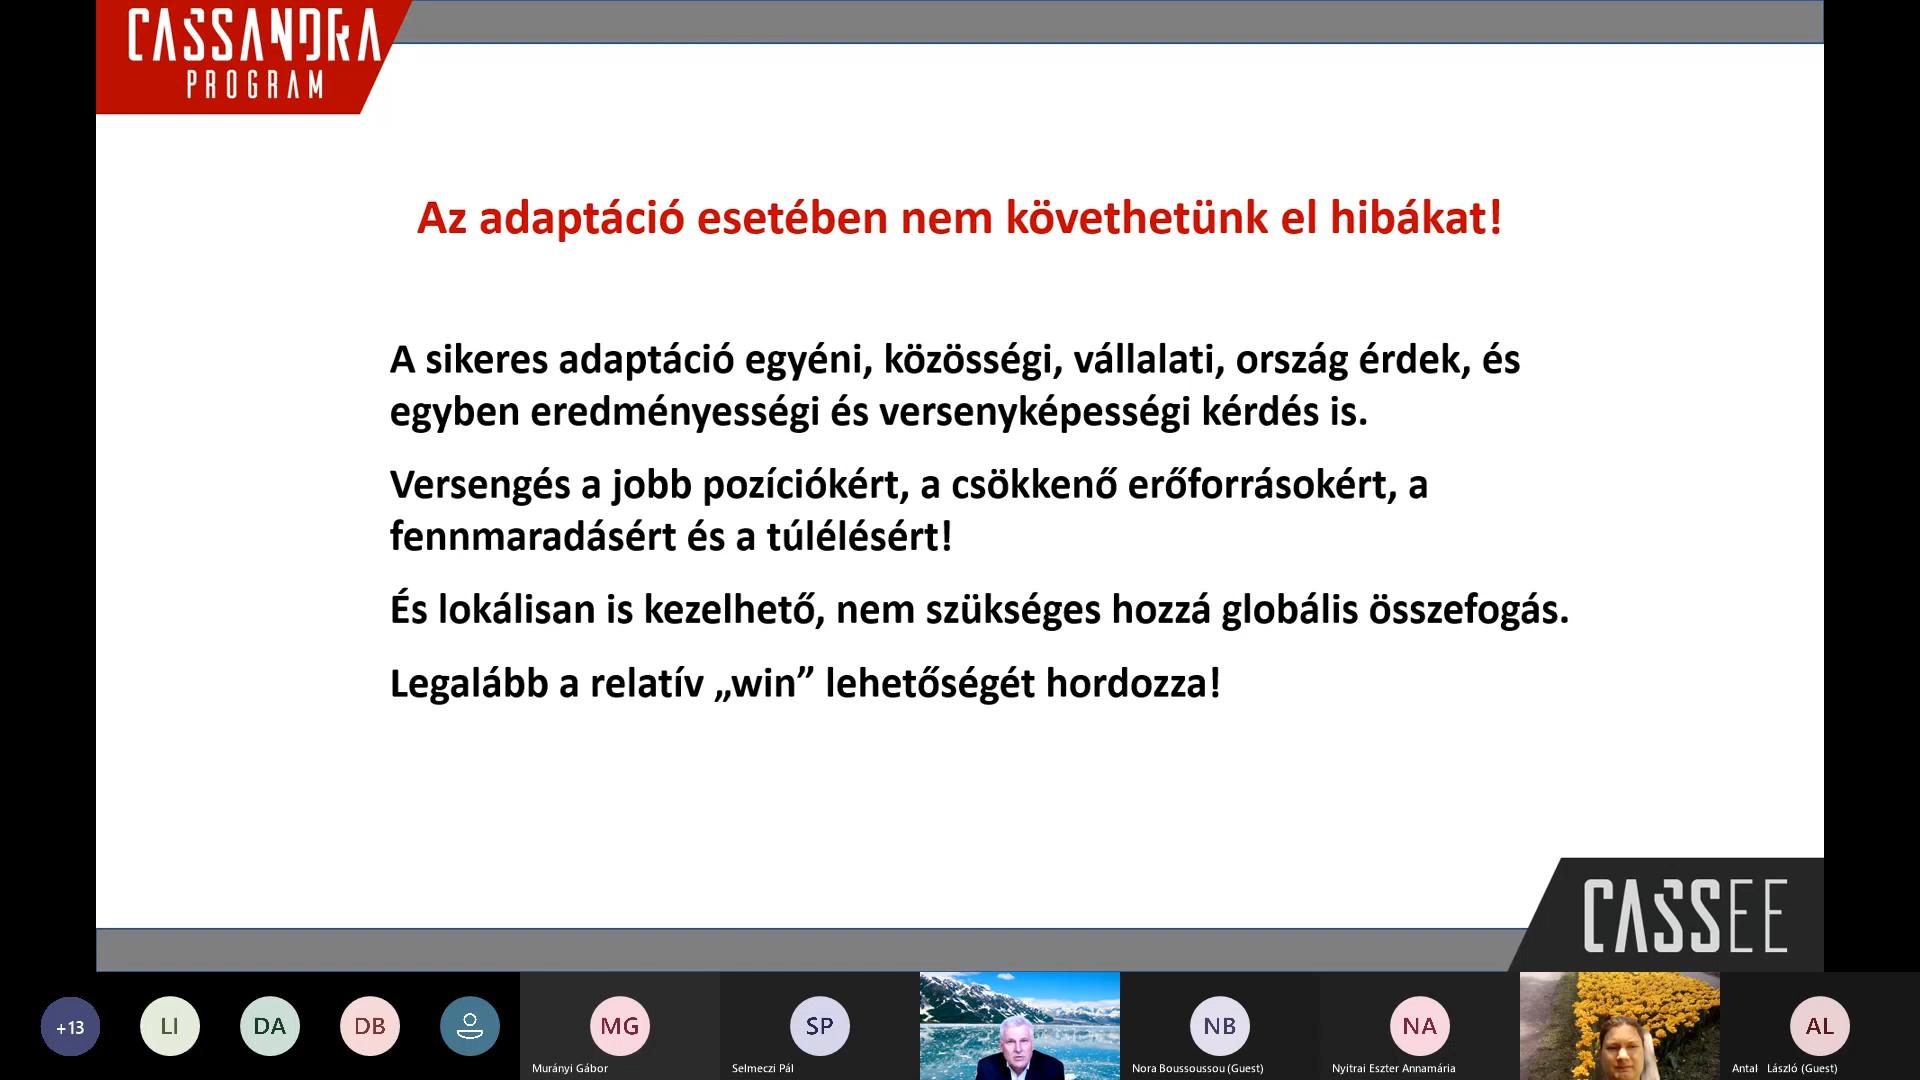 CASSANDRA
PROGRAM
Az adaptáció esetében nem követhetünk el hibákat!
A sikeres adaptáció egyéni, közösségi, vállalati, ország érdek, és
egyben eredményességi és versenyképességi kérdés is.
Versengés a jobb pozíciókért, a csökkenő erőforrásokért, a
fennmaradásért és a túlélésért!
És lokálisan is kezelhető, nem szükséges hozzá globális összefogás.
Legalább a relatív „win” lehetőségét hordozza!
CASSEE
+13
LI
DA
DB
MG
Murányi Gábor
SP
Selmeczi Pál
NB
Nora Boussoussou (Guest)
NA
Nyitrai Eszter Annamária
AL
Antal László (Guest)